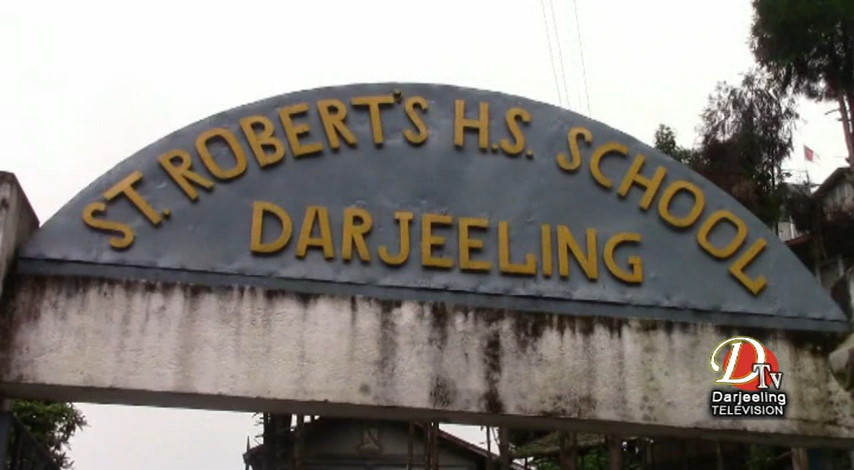 ST. ROBERT'S H.S. SCHOOL
DARJEELING
DTv
Darjeeling
TELEVISION